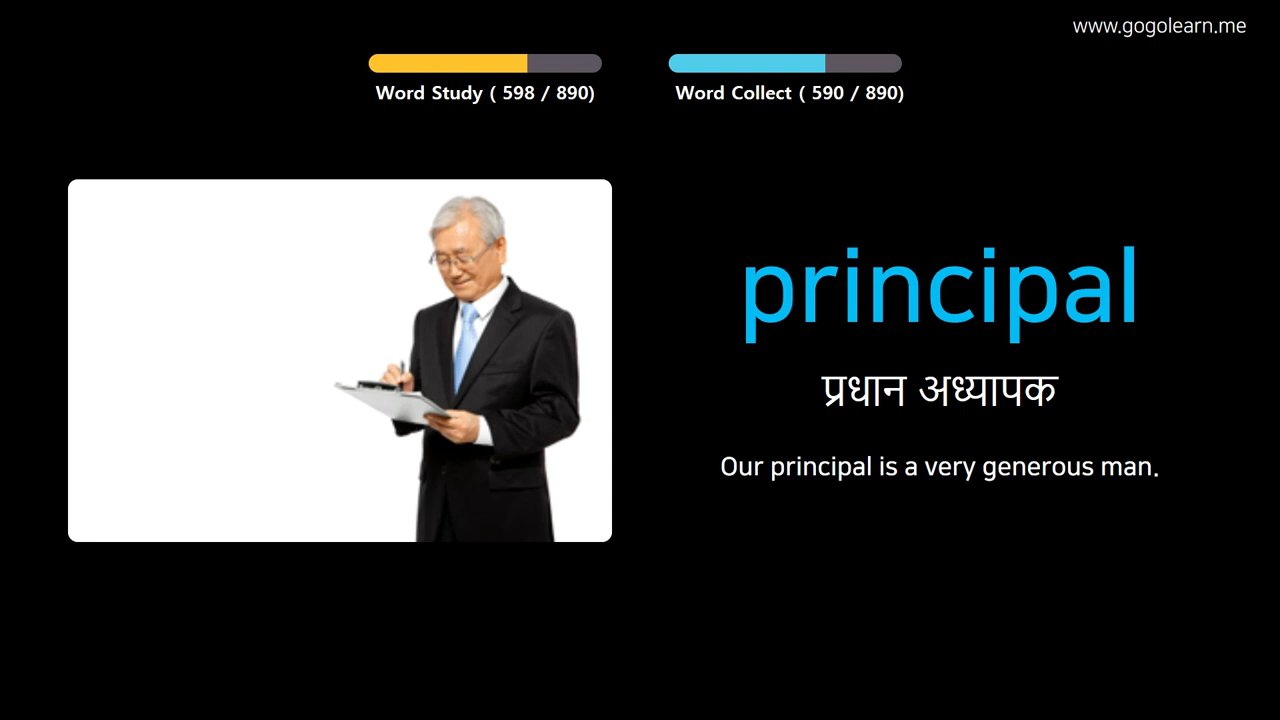 www.gogolearn.me
Word Study ( 598 / 890)
Word Collect ( 590 / 890)
principal
प्रधान अध्यापक
Our principal is a very generous man.